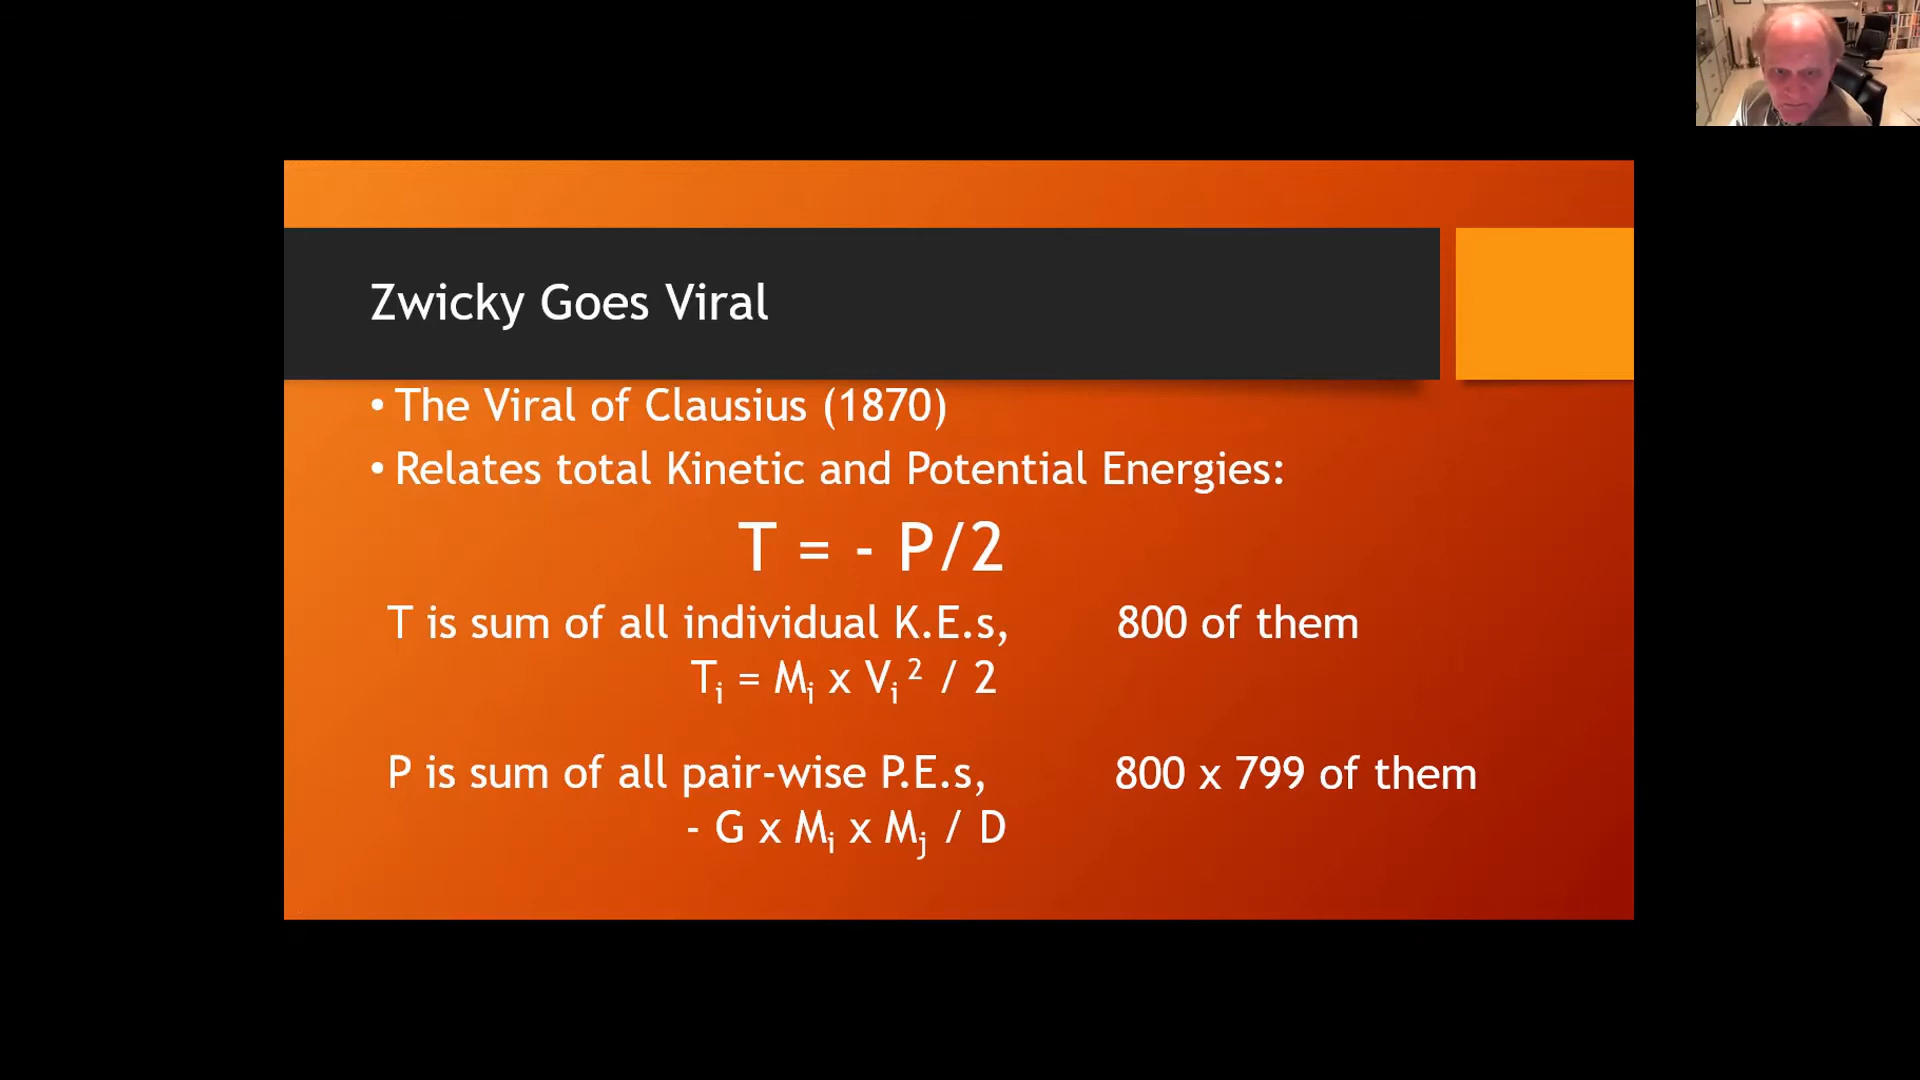 Zwicky Goes Viral
• The Viral of Clausius (1870)
• Relates total Kinetic and Potential Energies:
T = - P/2
T is sum of all individual K.E.s, 800 of them
Tᵢ = Mᵢ x Vᵢ² / 2
P is sum of all pair-wise P.E.s, 800 x 799 of them
- G x Mᵢ x Mⱼ / D